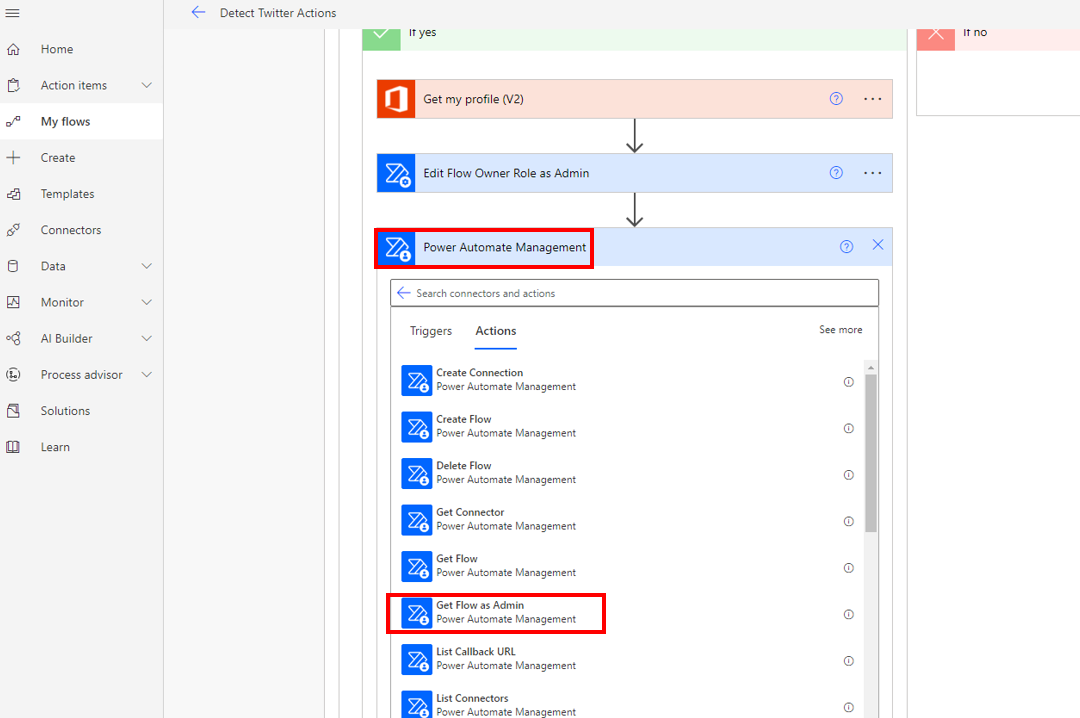 Detect Twitter Actions
Home
Action items
My flows
Create
Templates
Connectors
Data
Monitor
AI Builder
Process advisor
Solutions
Learn
If yes
If no
Get my profile (V2)
Edit Flow Owner Role as Admin
Power Automate Management
Search connectors and actions
Triggers
Actions
See more
Create Connection
Power Automate Management
Create Flow
Power Automate Management
Delete Flow
Power Automate Management
Get Connector
Power Automate Management
Get Flow
Power Automate Management
Get Flow as Admin
Power Automate Management
List Callback URL
Power Automate Management
List Connectors
Power Automate Management